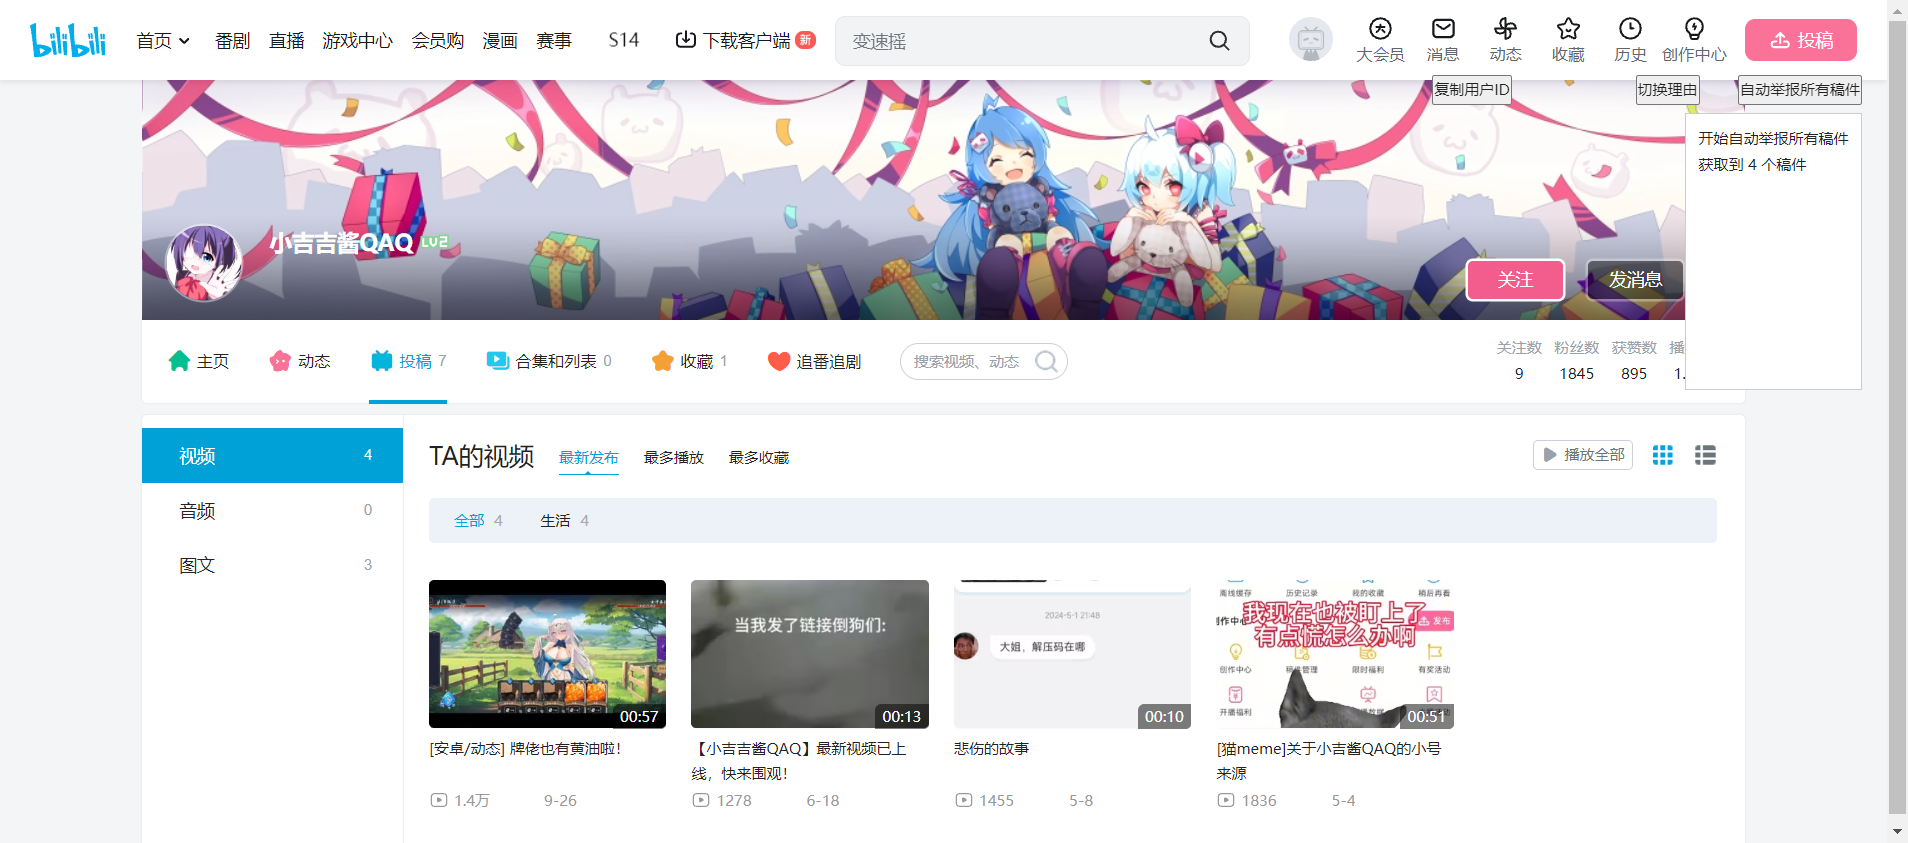 bilibili
首页
番剧
直播
游戏中心
会员购
漫画
赛事
S14
下载客户端
新
变速摇
大会员
消息
动态
收藏
历史
创作中心
投稿
复制用户ID
切换理由
自动举报所有稿件
开始自动举报所有稿件
获取到 4 个稿件
小吉吉酱QAQ LV2
关注
发消息
主页
动态
投稿 7
合集和列表 0
收藏 1
追番追剧
搜索视频、动态
关注数 粉丝数 获赞数 播
9 1845 895 1.
视频 4
音频 0
图文 3
TA的视频
最新发布
最多播放
最多收藏
播放全部
全部 4
生活 4
00:57
当我发了链接倒狗们:
00:13
2024-5-1 21:48
大姐，解压码在哪
00:10
离线缓存 历史记录 我的收藏 稍后再看
我现在也被盯上了
有点慌怎么办啊
创作中心
发布
创作中心 稿件管理 限时福利 有奖活动
开播福利
00:51
[安卓/动态] 牌佬也有黄油啦！
1.4万 9-26
【小吉吉酱QAQ】最新视频已上
线，快来围观！
1278 6-18
悲伤的故事
1455 5-8
[猫meme]关于小吉酱QAQ的小号
来源
1836 5-4